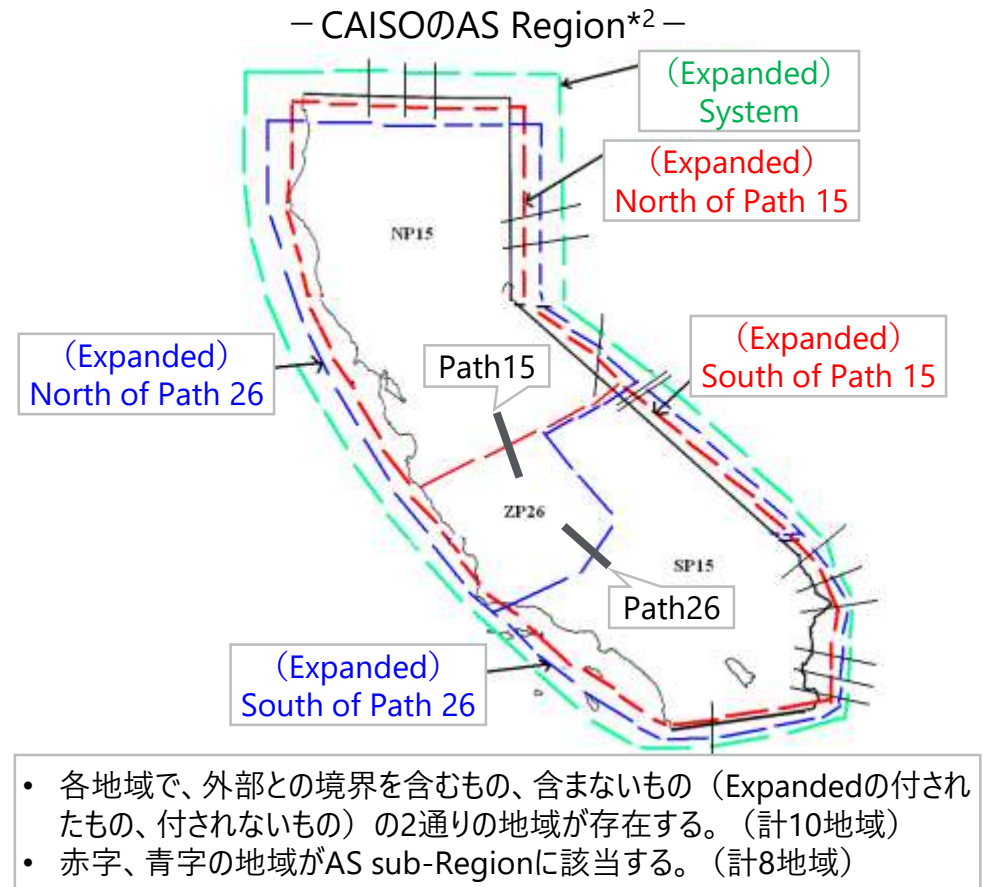 －CAISOのAS Region*2－
（Expanded）
System
（Expanded）
North of Path 15
NP15
（Expanded）
North of Path 26
Path15
（Expanded）
South of Path 15
ZP26
SP15
Path26
（Expanded）
South of Path 26
• 各地域で、外部との境界を含むもの、含まないもの（Expandedの付され
たもの、付されないもの）の2通りの地域が存在する。（計10地域）
• 赤字、青字の地域がAS sub-Regionに該当する。（計8地域）